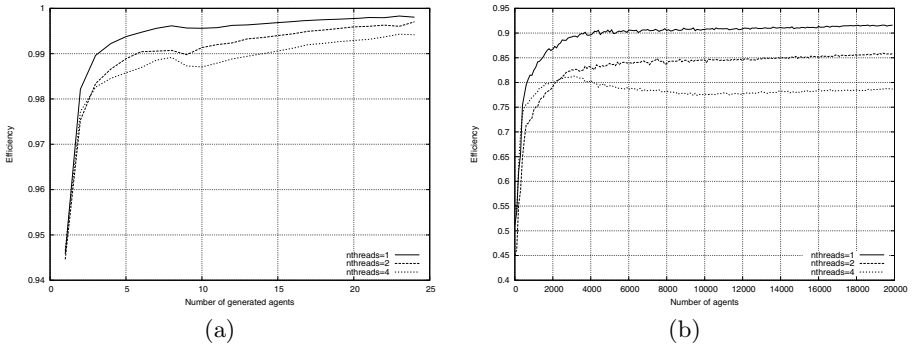 1
0.99
0.98
0.97
0.96
0.95
0.94
Efficiency
0 5 10 15 20 25
Number of generated agents
nthreads=1
nthreads=2
nthreads=4
(a)
0.95
0.9
0.85
0.8
0.75
0.7
0.65
0.6
0.55
0.5
0.45
0.4
Efficiency
0 2000 4000 6000 8000 10000 12000 14000 16000 18000 20000
Number of agents
nthreads=1
nthreads=2
nthreads=4
(b)